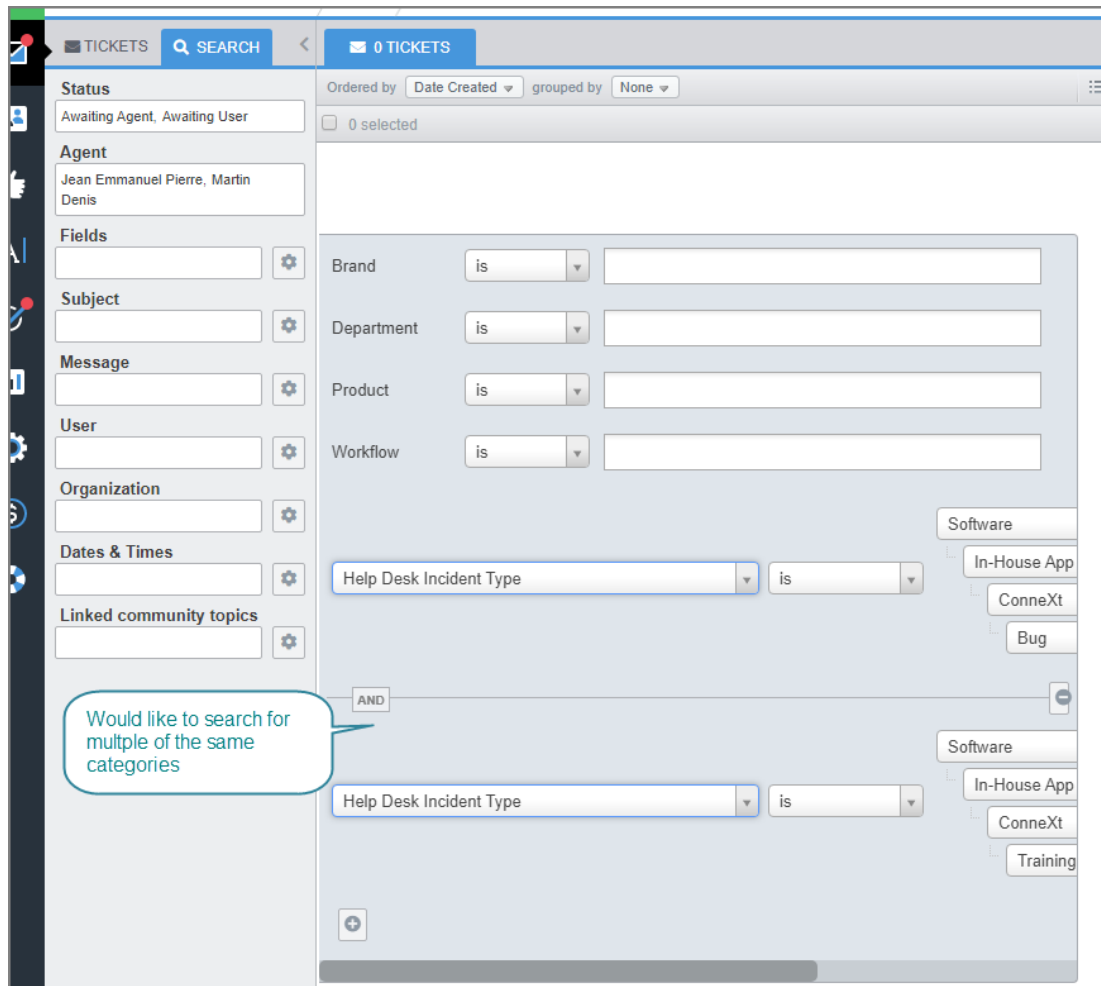 TICKETS
SEARCH
0 TICKETS
Status
Awaiting Agent, Awaiting User
Agent
Jean Emmanuel Pierre, Martin
Denis
Fields
Subject
Message
User
Organization
Dates & Times
Linked community topics
Ordered by Date Created grouped by None
0 selected
Brand is
Department is
Product is
Workflow is
Software
In-House App
Help Desk Incident Type is
ConneXt
Bug
AND
Would like to search for
multple of the same
categories
Software
In-House App
Help Desk Incident Type is
ConneXt
Training